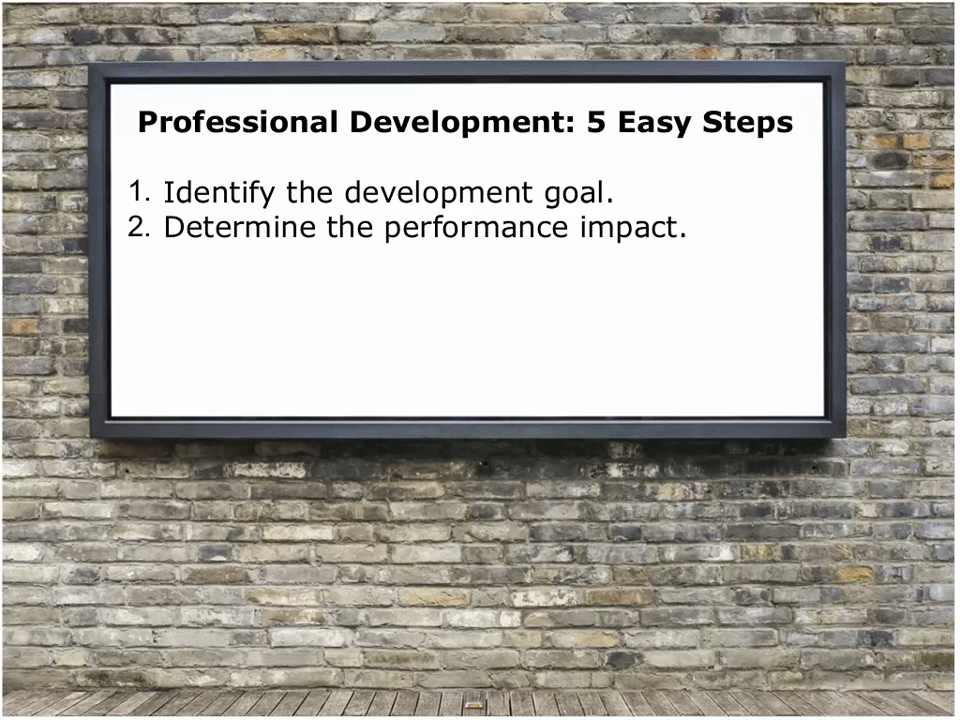 Professional Development: 5 Easy Steps
1. Identify the development goal.
2. Determine the performance impact.